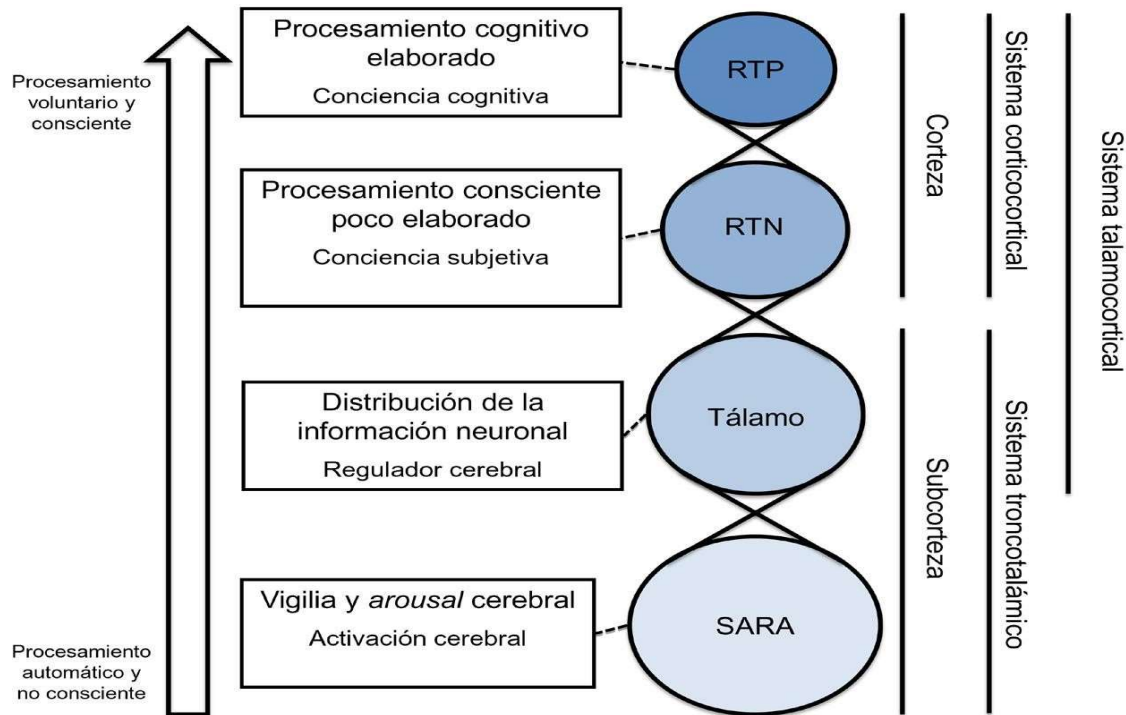 Procesamiento cognitivo
elaborado
Conciencia cognitiva
RTP
Procesamiento
voluntario y
consciente
Procesamiento consciente
poco elaborado
Conciencia subjetiva
RTN
Distribución de la
información neuronal
Regulador cerebral
Tálamo
Vigilia y arousal cerebral
Activación cerebral
SARA
Procesamiento
automático y
no consciente
Corteza
Sistema corticocortical
Sistema talamocortical
Subcorteza
Sistema troncotalámico